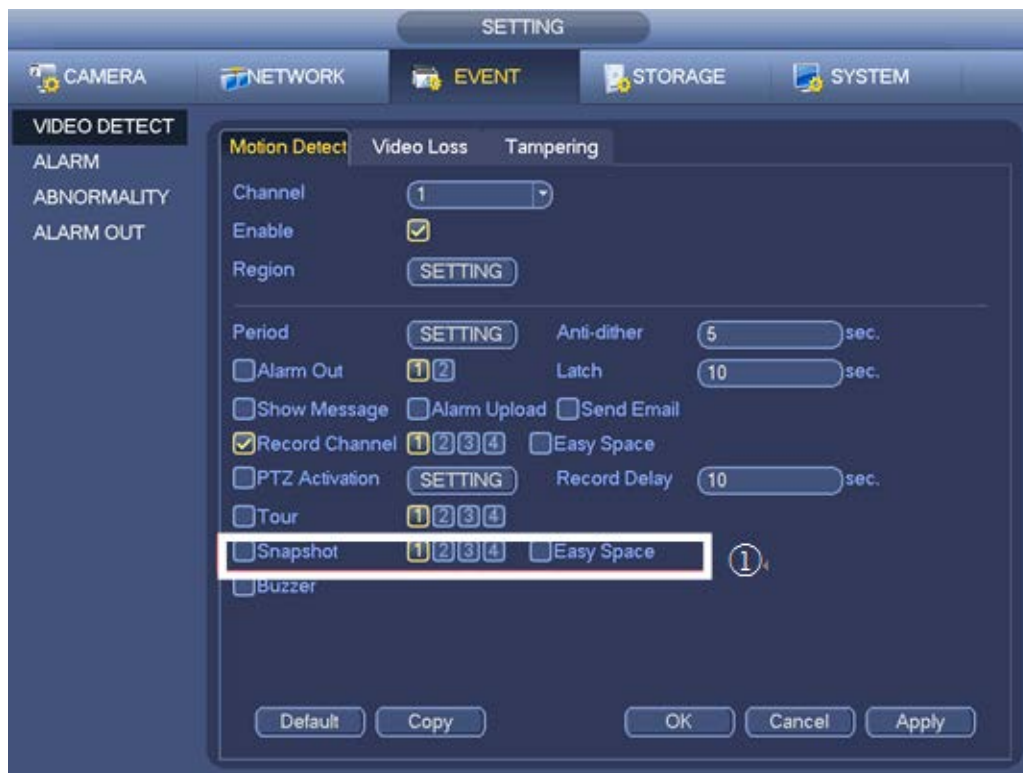 SETTING
CAMERA NETWORK EVENT STORAGE SYSTEM
VIDEO DETECT
ALARM
ABNORMALITY
ALARM OUT
Motion Detect Video Loss Tampering
Channel 1
Enable
Region SETTING
Period SETTING Anti-dither 5 sec.
Alarm Out 1 2 Latch 10 sec.
Show Message Alarm Upload Send Email
Record Channel 1 2 3 4 Easy Space
PTZ Activation SETTING Record Delay 10 sec.
Tour 1 2 3 4
Snapshot 1 2 3 4 Easy Space ①
Buzzer
Default Copy OK Cancel Apply